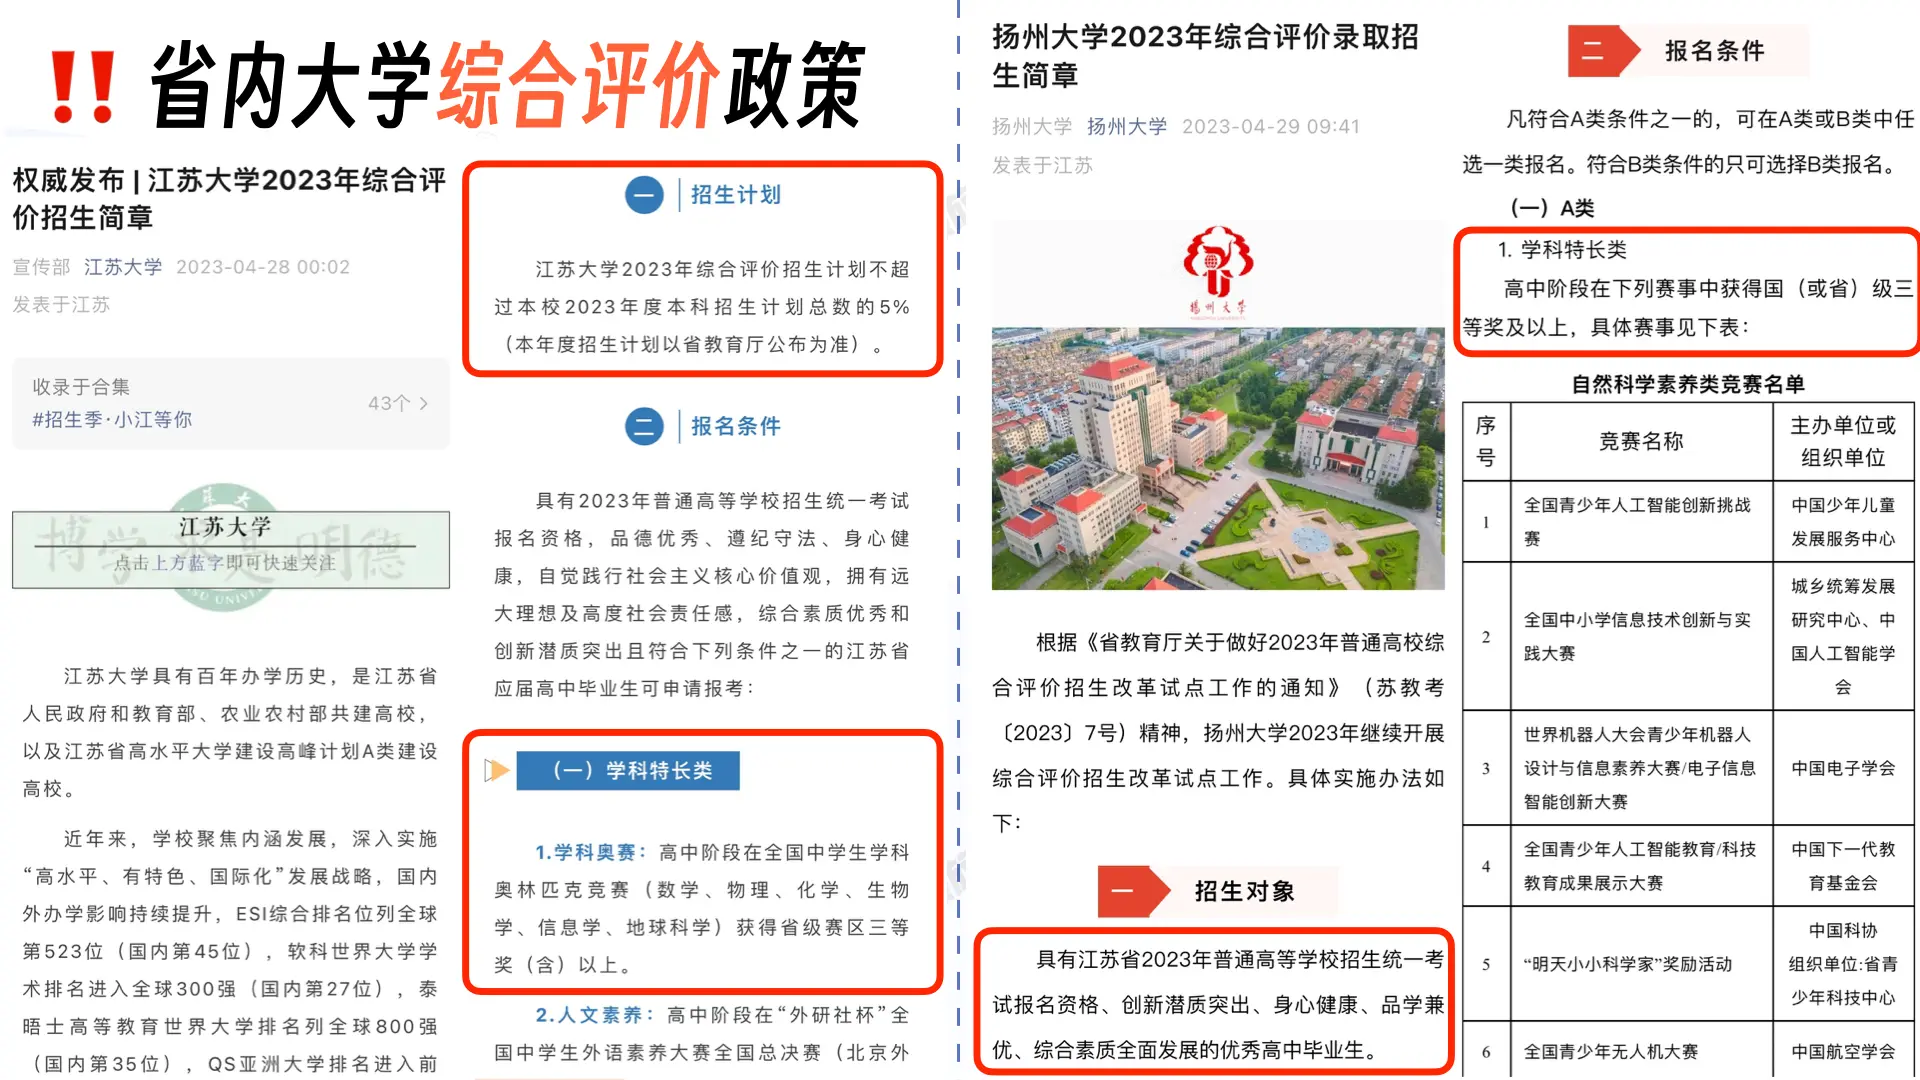 ‼ 省内大学综合评价政策
权威发布 | 江苏大学2023年综合评
价招生简章
宣传部 江苏大学 2023-04-28 00:02
发表于江苏
收录于合集
#招生季·小江等你
43个 >
江苏大学
点击上方蓝字即可快速关注
江苏大学具有百年办学历史，是江苏省
人民政府和教育部、农业农村部共建高校，
以及江苏省高水平大学建设高峰计划A类建设
高校。
近年来，学校聚焦内涵发展，深入实施
“高水平、有特色、国际化”发展战略，国内
外办学影响持续提升，ESI综合排名位列全球
第523位（国内第45位），软科世界大学学
术排名进入全球300强（国内第27位），泰
晤士高等教育世界大学排名列全球800强
（国内第35位），QS亚洲大学排名进入前
一 | 招生计划
江苏大学2023年综合评价招生计划不超
过本校2023年度本科招生计划总数的5%
（本年度招生计划以省教育厅公布为准）。
二 | 报名条件
具有2023年普通高等学校招生统一考试
报名资格，品德优秀、遵纪守法、身心健
康，自觉践行社会主义核心价值观，拥有远
大理想及高度社会责任感，综合素质优秀和
创新潜质突出且符合下列条件之一的江苏省
应届高中毕业生可申请报考：
（一）学科特长类
1.学科奥赛：高中阶段在全国中学生学科
奥林匹克竞赛（数学、物理、化学、生物
学、信息学、地球科学）获得省级赛区三等
奖（含）以上。
2.人文素养：高中阶段在“外研社杯”全
国中学生外语素养大赛全国总决赛（北京外
扬州大学2023年综合评价录取招
生简章
扬州大学 扬州大学 2023-04-29 09:41
发表于江苏
扬州大学
根据《省教育厅关于做好2023年普通高校综
合评价招生改革试点工作的通知》（苏教考
〔2023〕7号）精神，扬州大学2023年继续开展
综合评价招生改革试点工作。具体实施办法如
下：
一 招生对象
具有江苏省2023年普通高等学校招生统一考
试报名资格、创新潜质突出、身心健康、品学兼
优、综合素质全面发展的优秀高中毕业生。
二 报名条件
凡符合A类条件之一的，可在A类或B类中任
选一类报名。符合B类条件的只可选择B类报名。
（一）A类
1. 学科特长类
高中阶段在下列赛事中获得国（或省）级三
等奖及以上，具体赛事见下表：
自然科学素养类竞赛名单
序号 竞赛名称 主办单位或组织单位
1 全国青少年人工智能创新挑战赛 中国少年儿童发展服务中心
2 全国中小学信息技术创新与实践大赛 城乡统筹发展研究中心、中国人工智能学会
3 世界机器人大会青少年机器人设计与信息素养大赛/电子信息智能创新大赛 中国电子学会
4 全国青少年人工智能教育/科技教育成果展示大赛 中国下一代教育基金会
5 “明天小小科学家”奖励活动 中国科协 组织单位:省青少年科技中心
6 全国青少年无人机大赛 中国航空学会